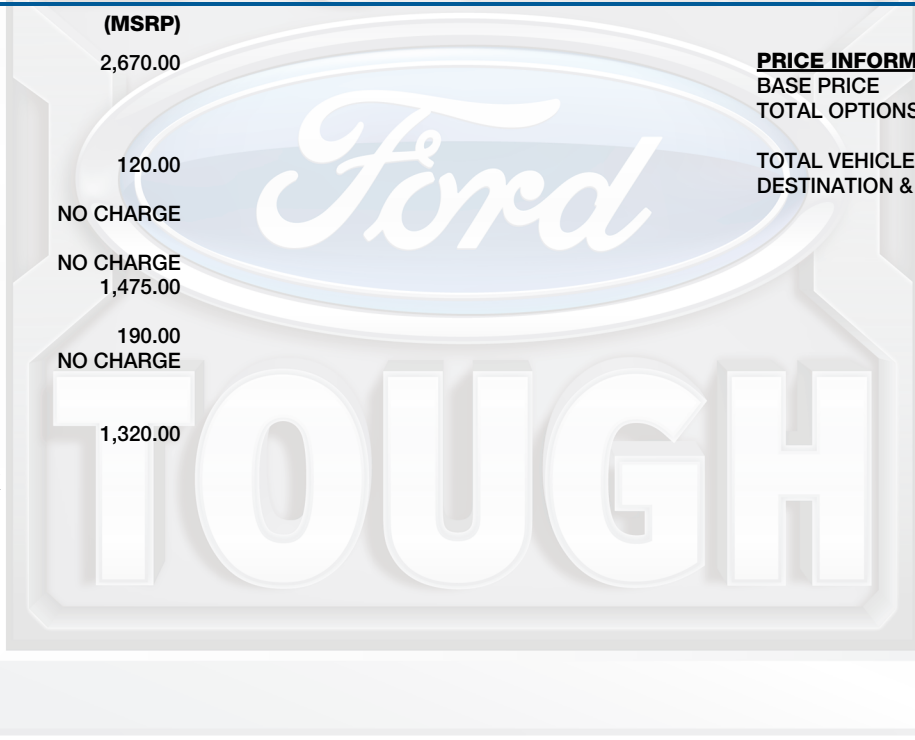 (MSRP)
2,670.00
120.00
NO CHARGE
NO CHARGE
1,475.00
190.00
NO CHARGE
1,320.00
PRICE INFORM
BASE PRICE
TOTAL OPTIONS
TOTAL VEHICLE
DESTINATION &
Ford
TOUGH